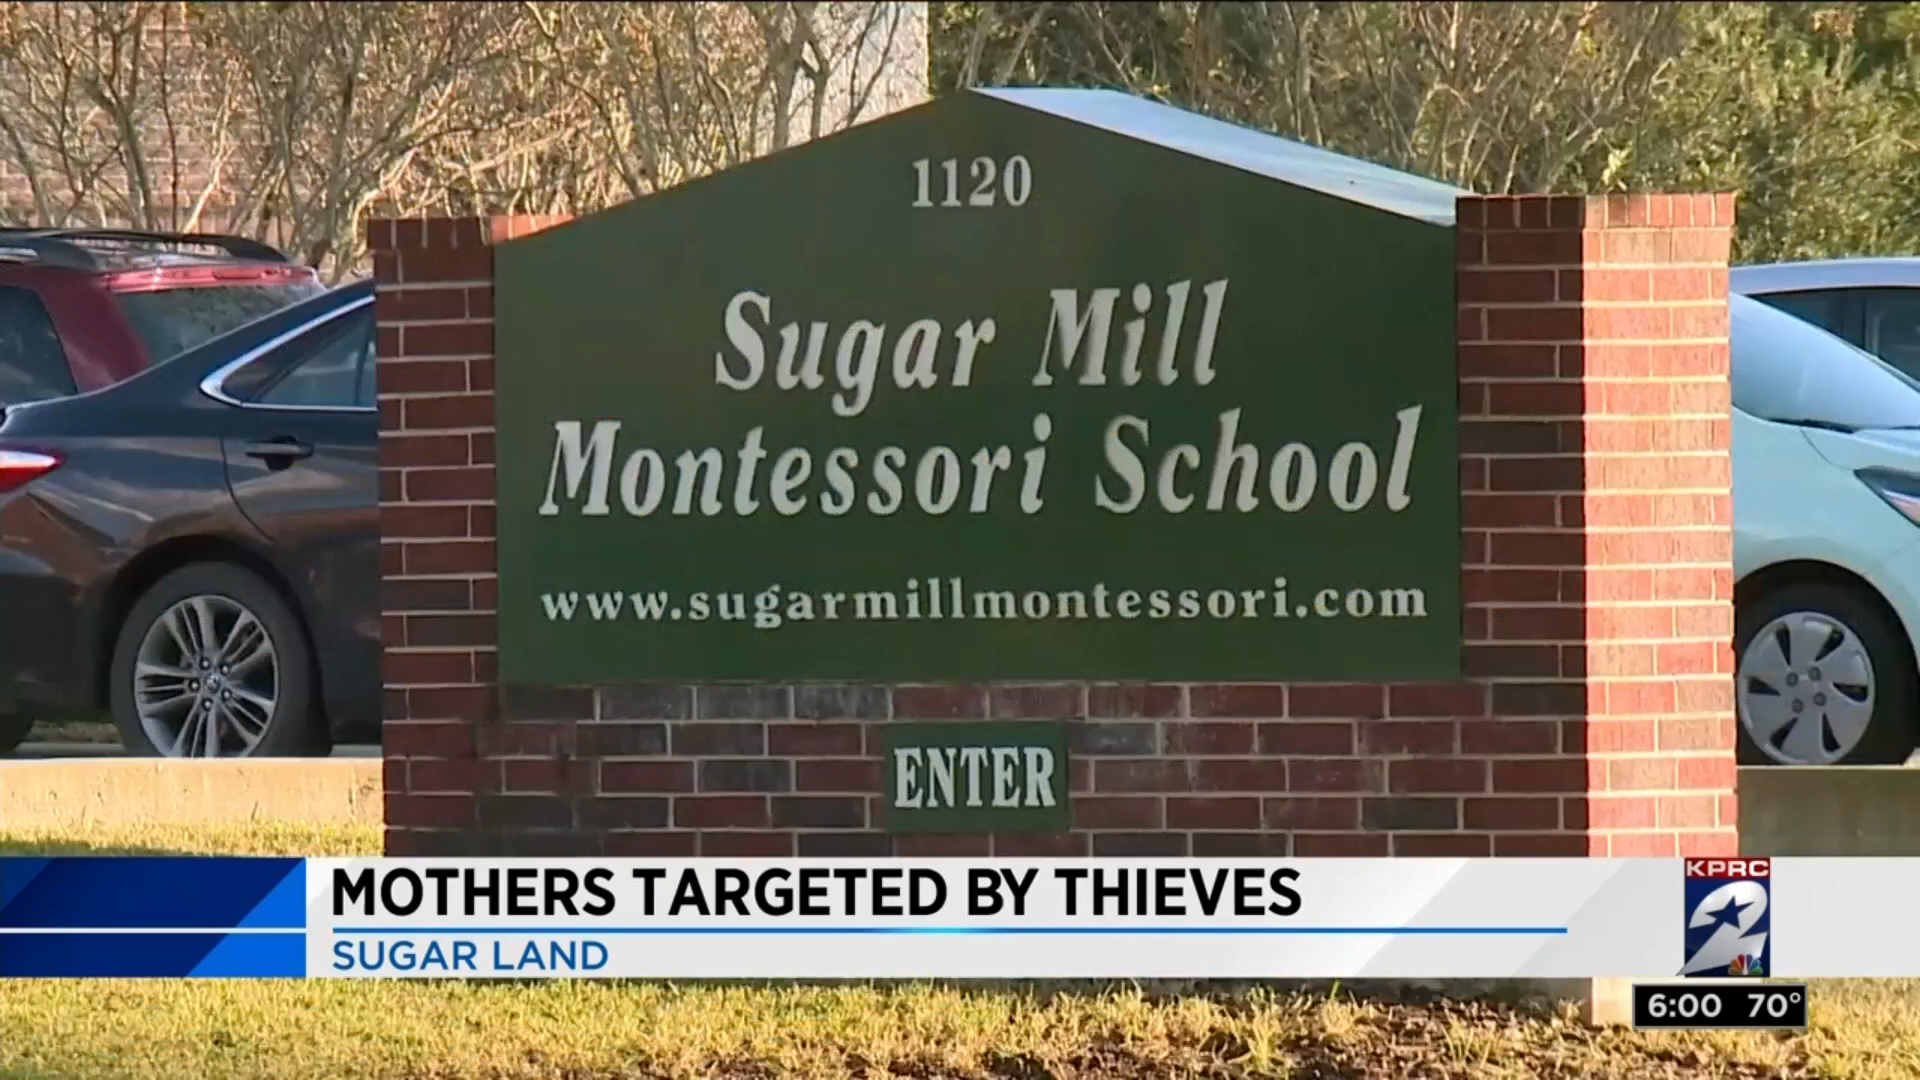 1120
Sugar Mill
Montessori School
www.sugarmillmontessori.com
ENTER
MOTHERS TARGETED BY THIEVES
SUGAR LAND
KPRC
2
6:00 70°